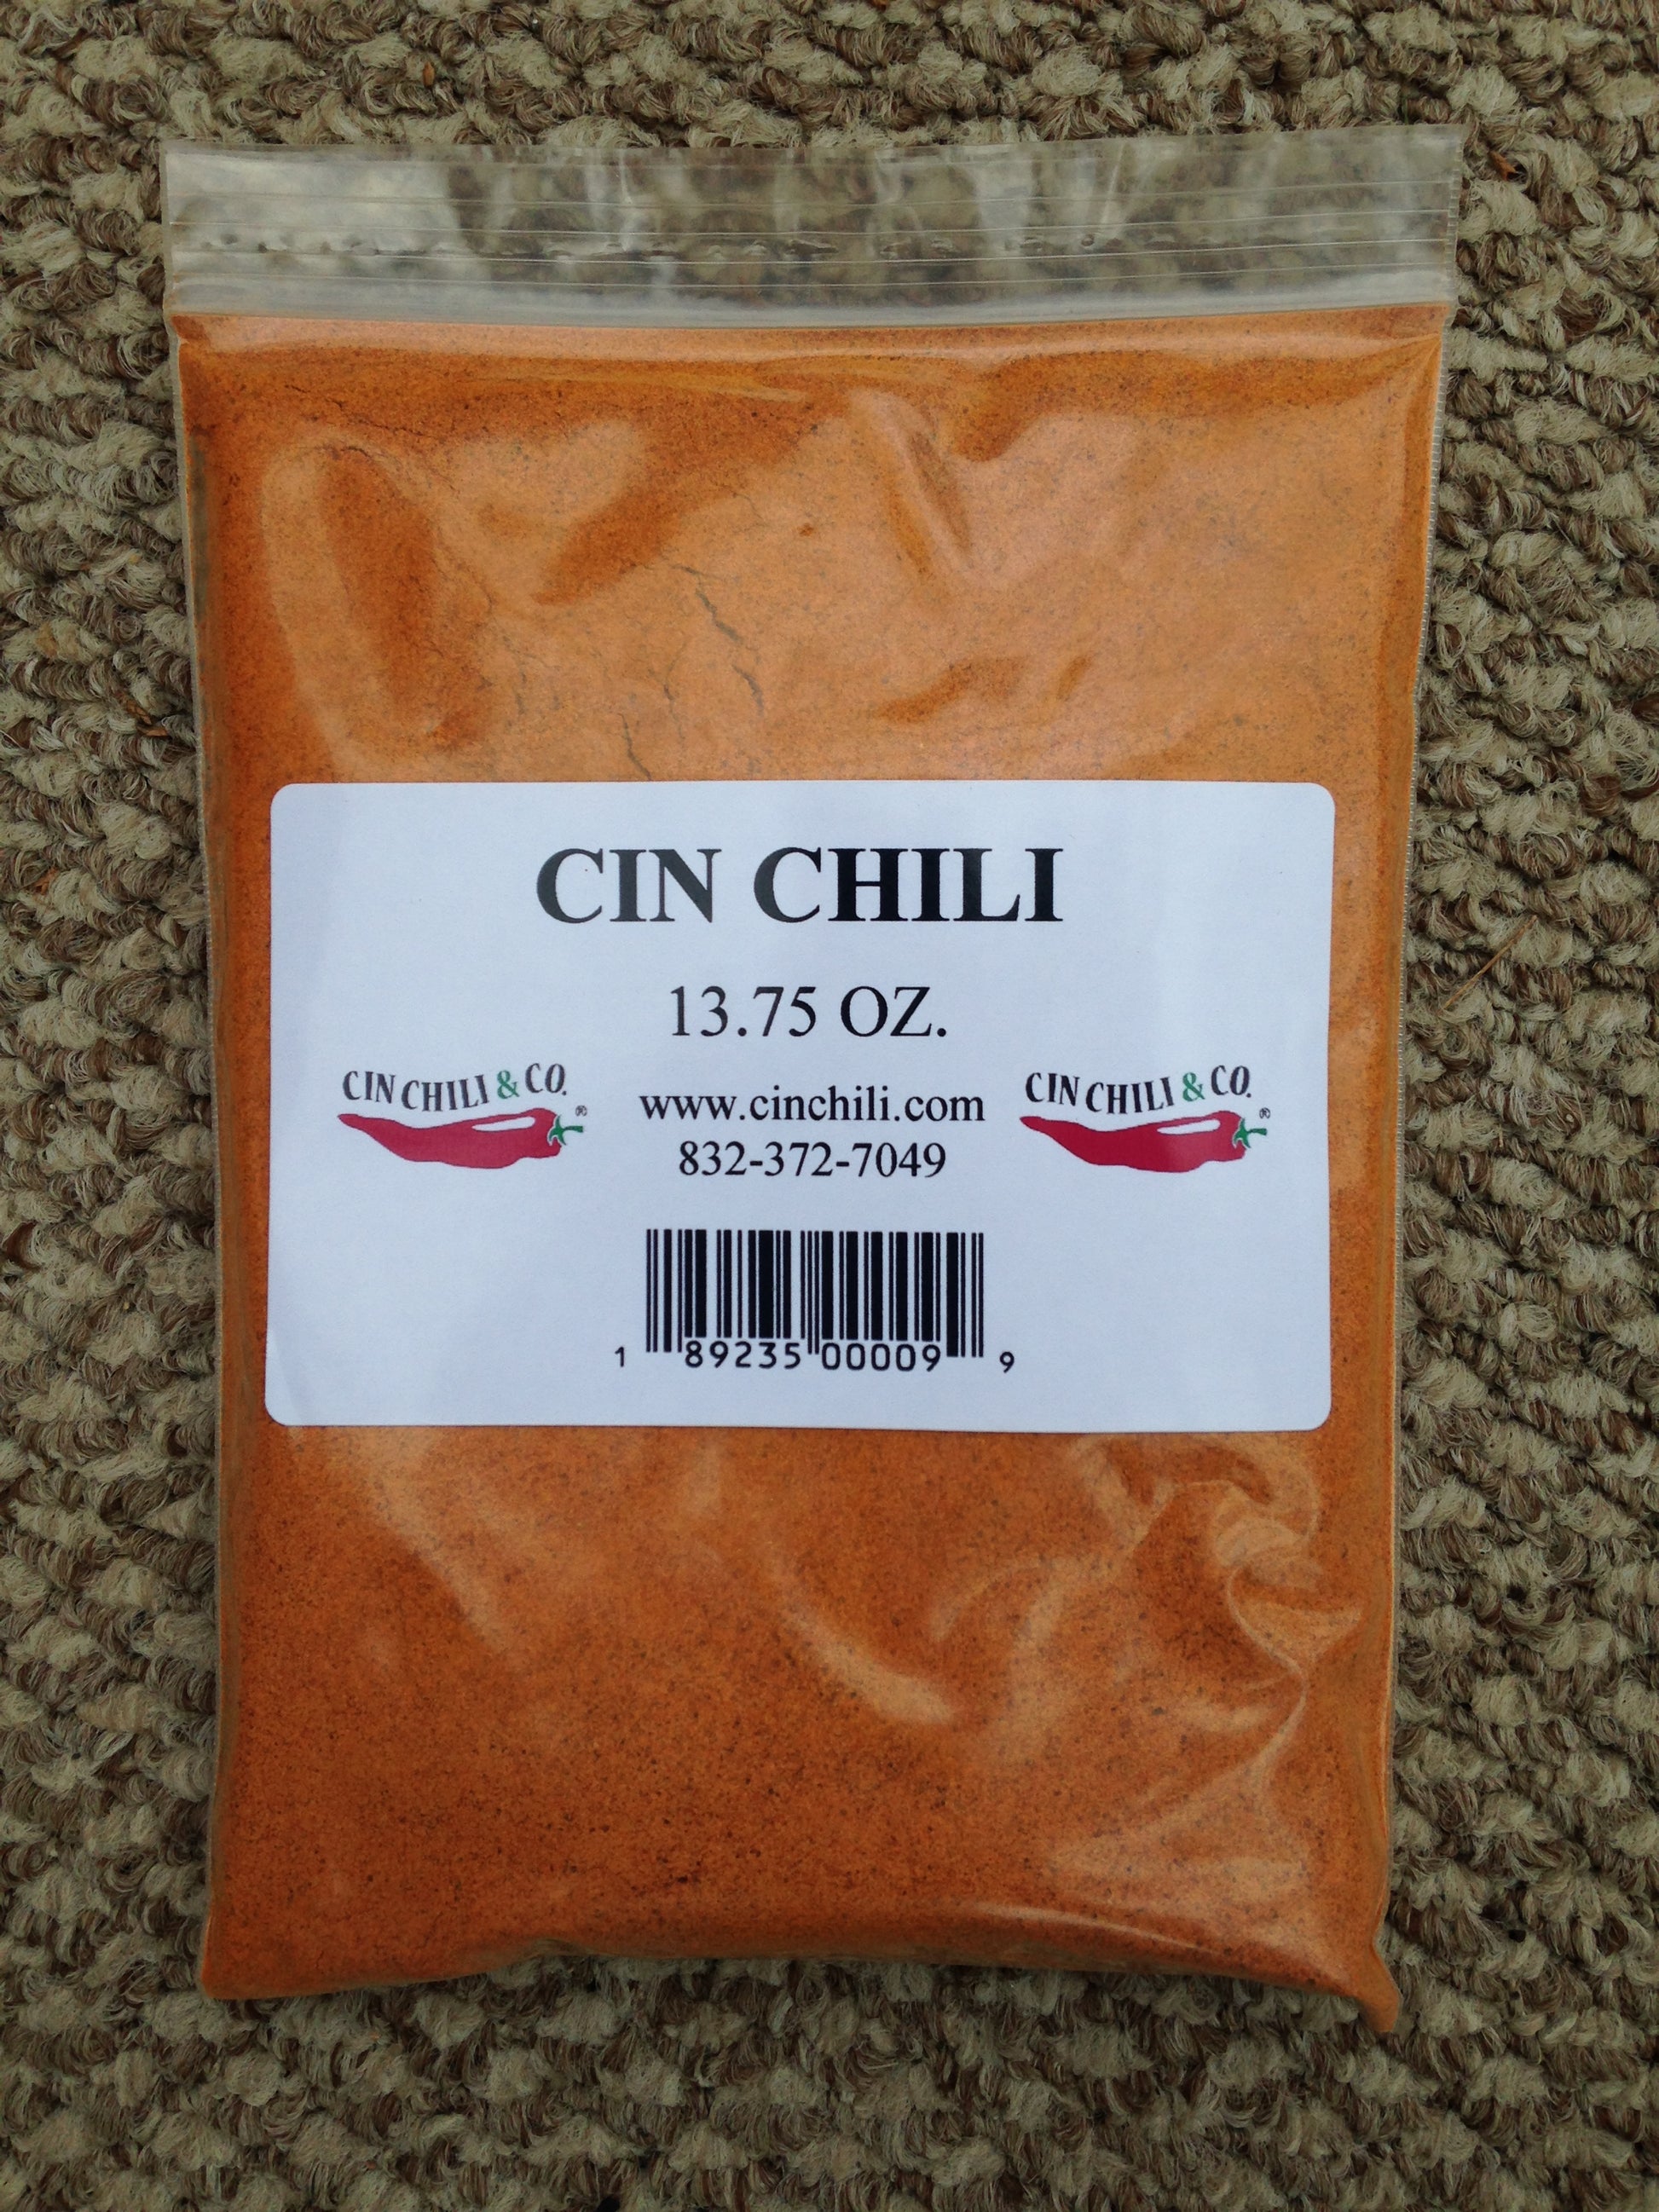 CIN CHILI
13.75 OZ.
CIN CHILI & CO.
®
www.cinchili.com
832-372-7049
CIN CHILI & CO.
®
1 89235 00009 9